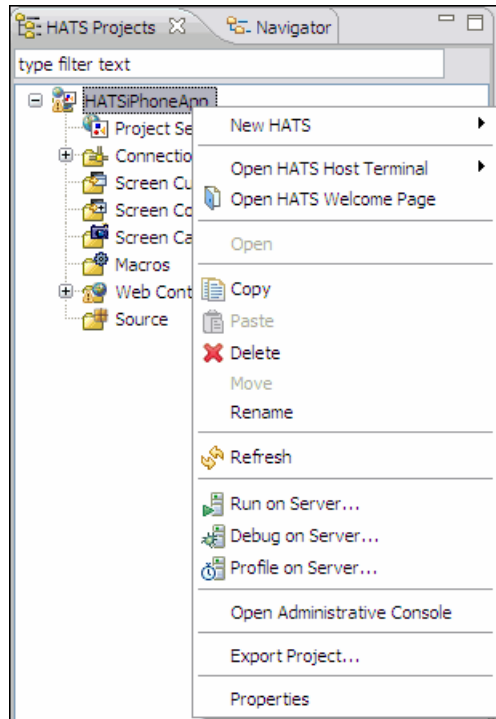 HATS Projects Navigator
type filter text
HATSiPhoneApp
Project Se
Connectio
Screen Cu
Screen Co
Screen Ca
Macros
Web Cont
Source
New HATS
Open HATS Host Terminal
Open HATS Welcome Page
Open
Copy
Paste
Delete
Move
Rename
Refresh
Run on Server...
Debug on Server...
Profile on Server...
Open Administrative Console
Export Project...
Properties